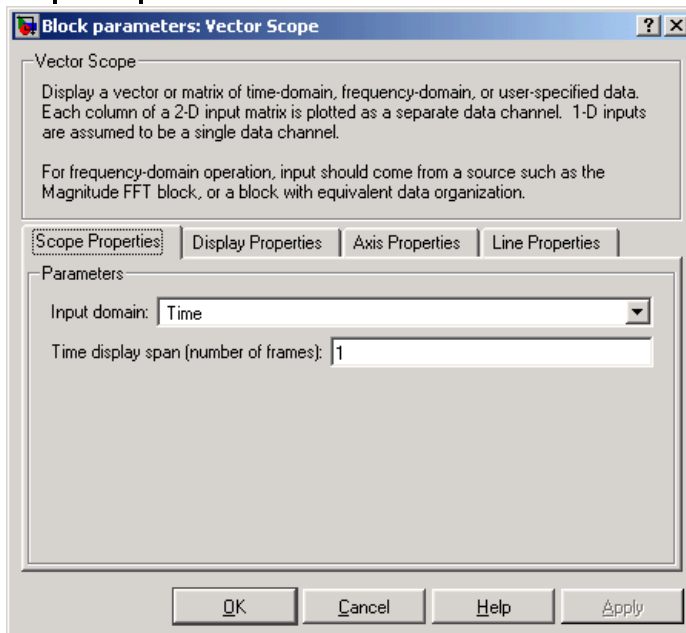 Block parameters: Vector Scope
Vector Scope
Display a vector or matrix of time-domain, frequency-domain, or user-specified data.
Each column of a 2-D input matrix is plotted as a separate data channel.  1-D inputs
are assumed to be a single data channel.
For frequency-domain operation, input should come from a source such as the
Magnitude FFT block, or a block with equivalent data organization.
Scope Properties Display Properties Axis Properties Line Properties
Parameters
Input domain: Time
Time display span (number of frames): 1
OK Cancel Help Apply